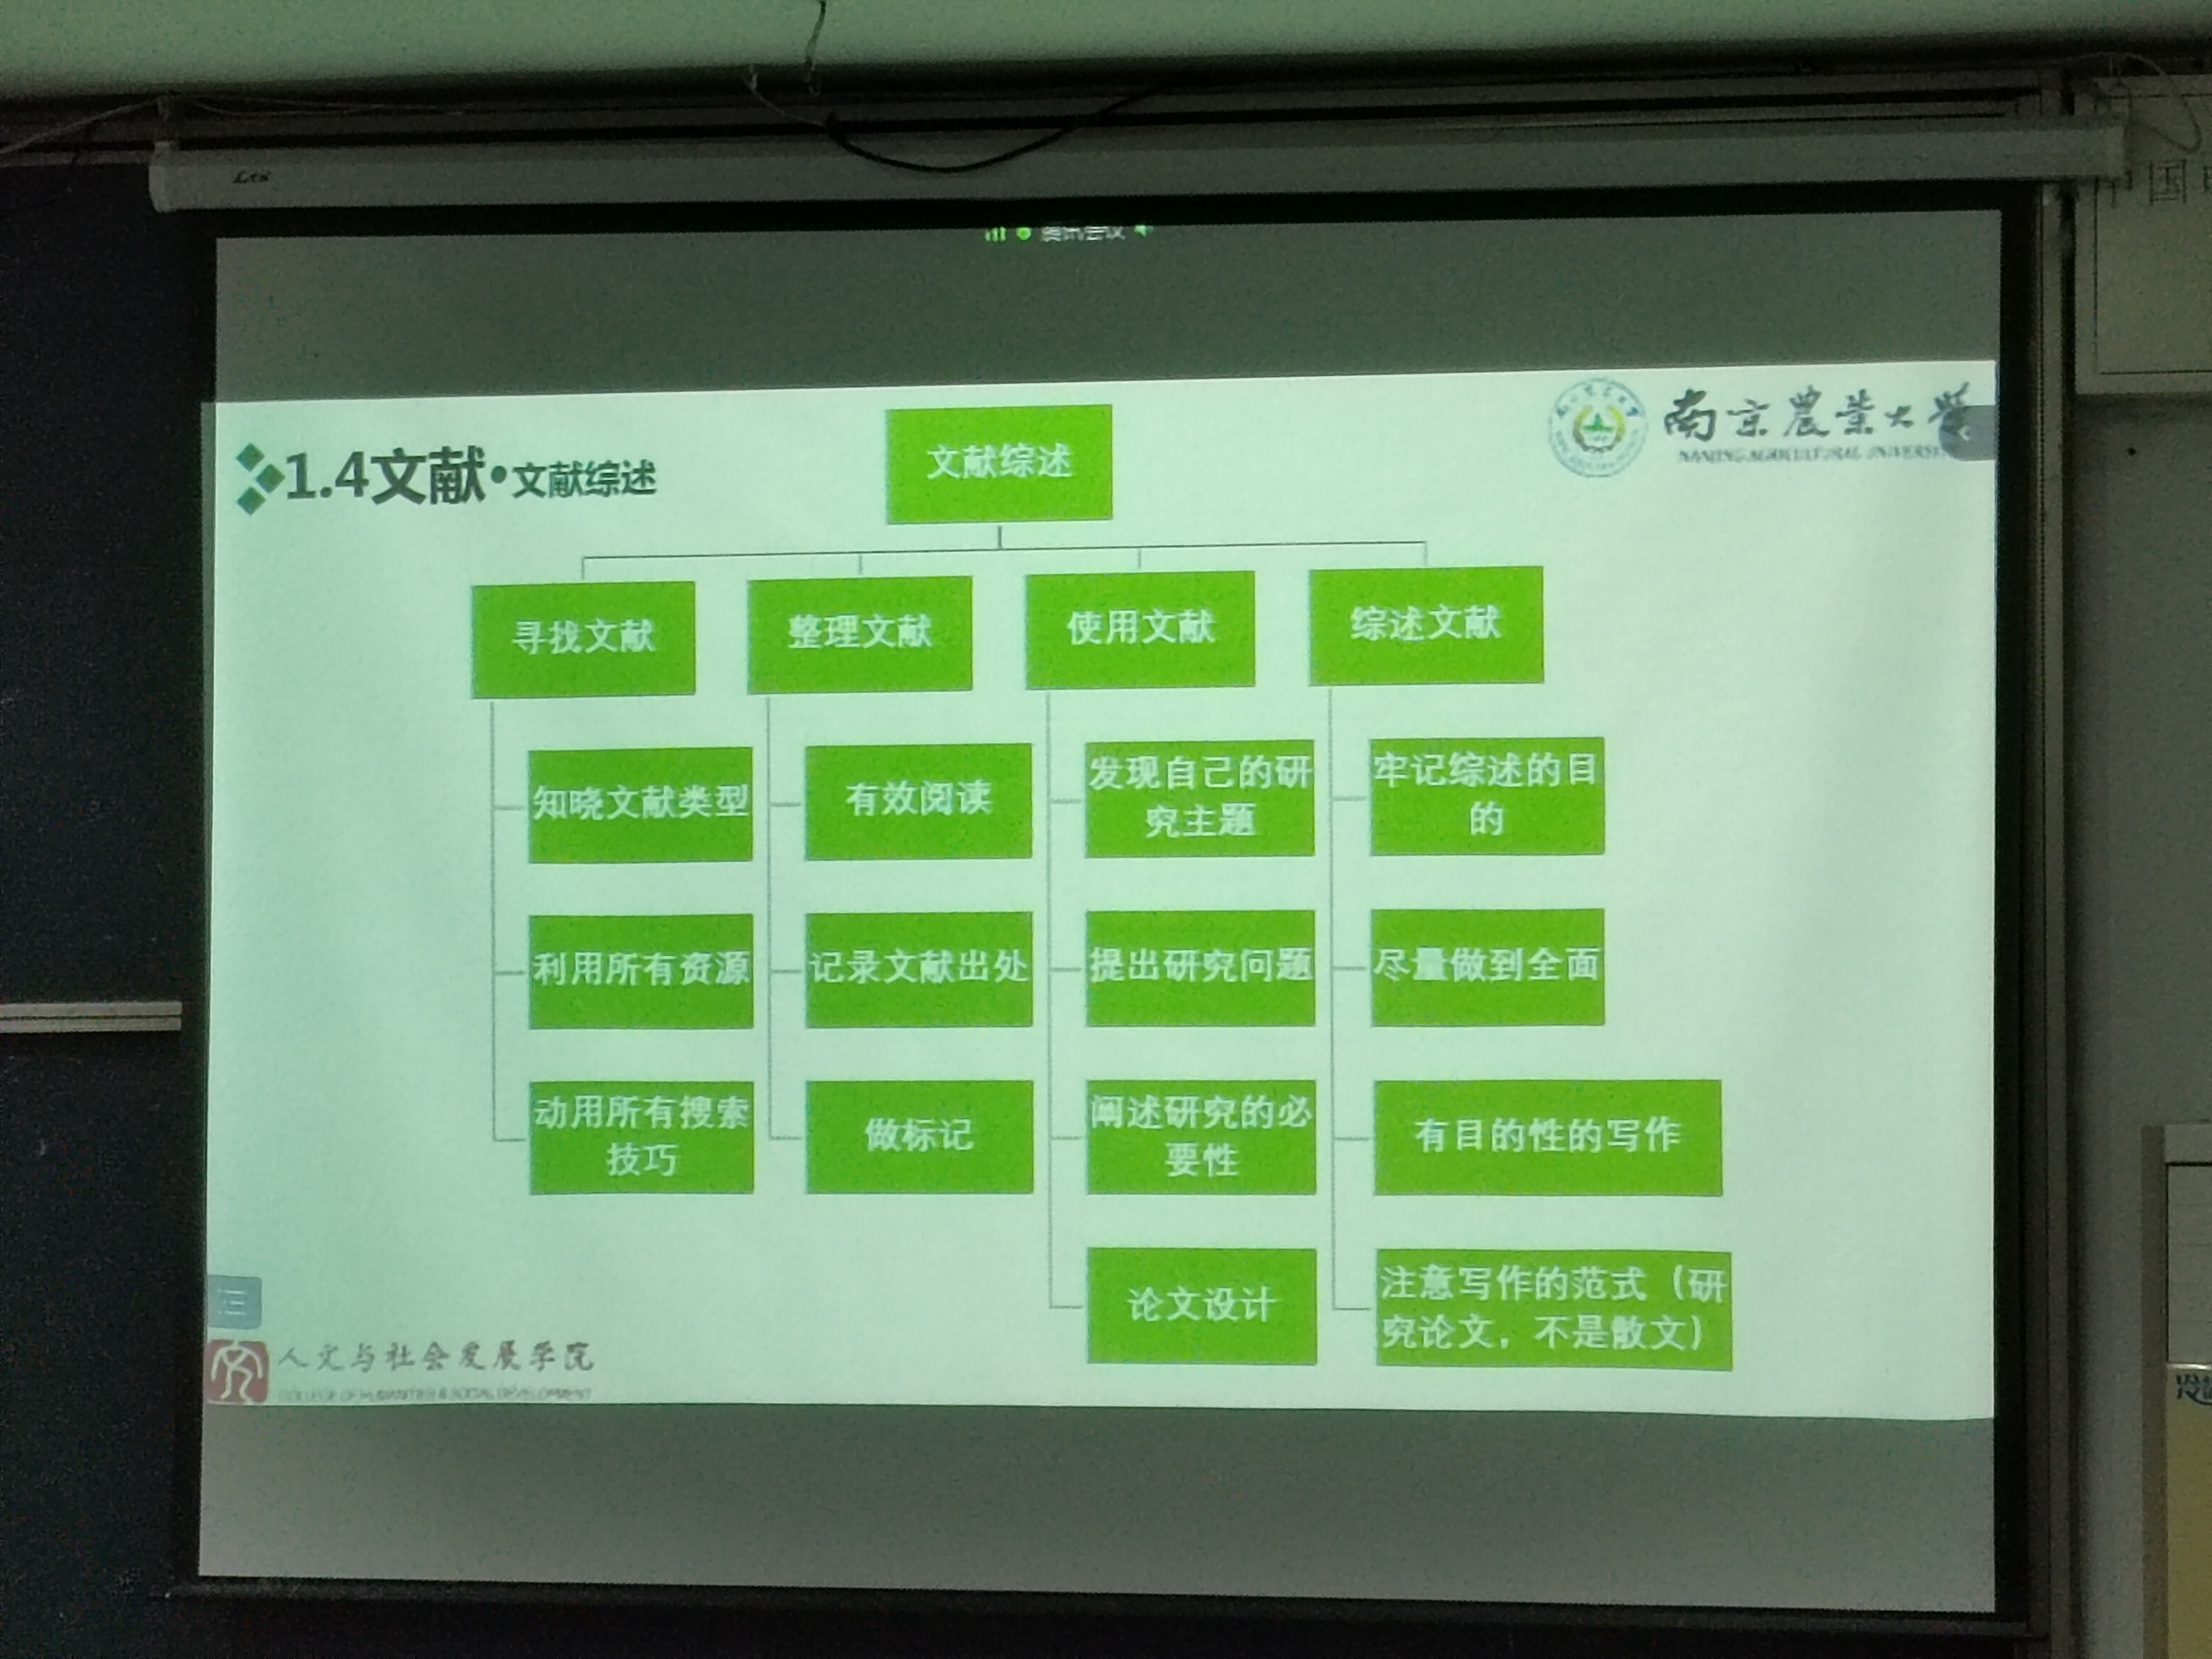 Lts
腾讯会议
中国
1.4文献•文献综述
南京農業大學
NANJING AGRICULTURAL UNIVERSITY
文献综述
寻找文献
整理文献
使用文献
综述文献
知晓文献类型
利用所有资源
动用所有搜索
技巧
有效阅读
记录文献出处
做标记
发现自己的研
究主题
提出研究问题
阐述研究的必
要性
论文设计
牢记综述的目
的
尽量做到全面
有目的性的写作
注意写作的范式（研
究论文，不是散文）
人文与社会发展学院
COLLEGE OF HUMANITIES & SOCIAL DEVELOPMENT